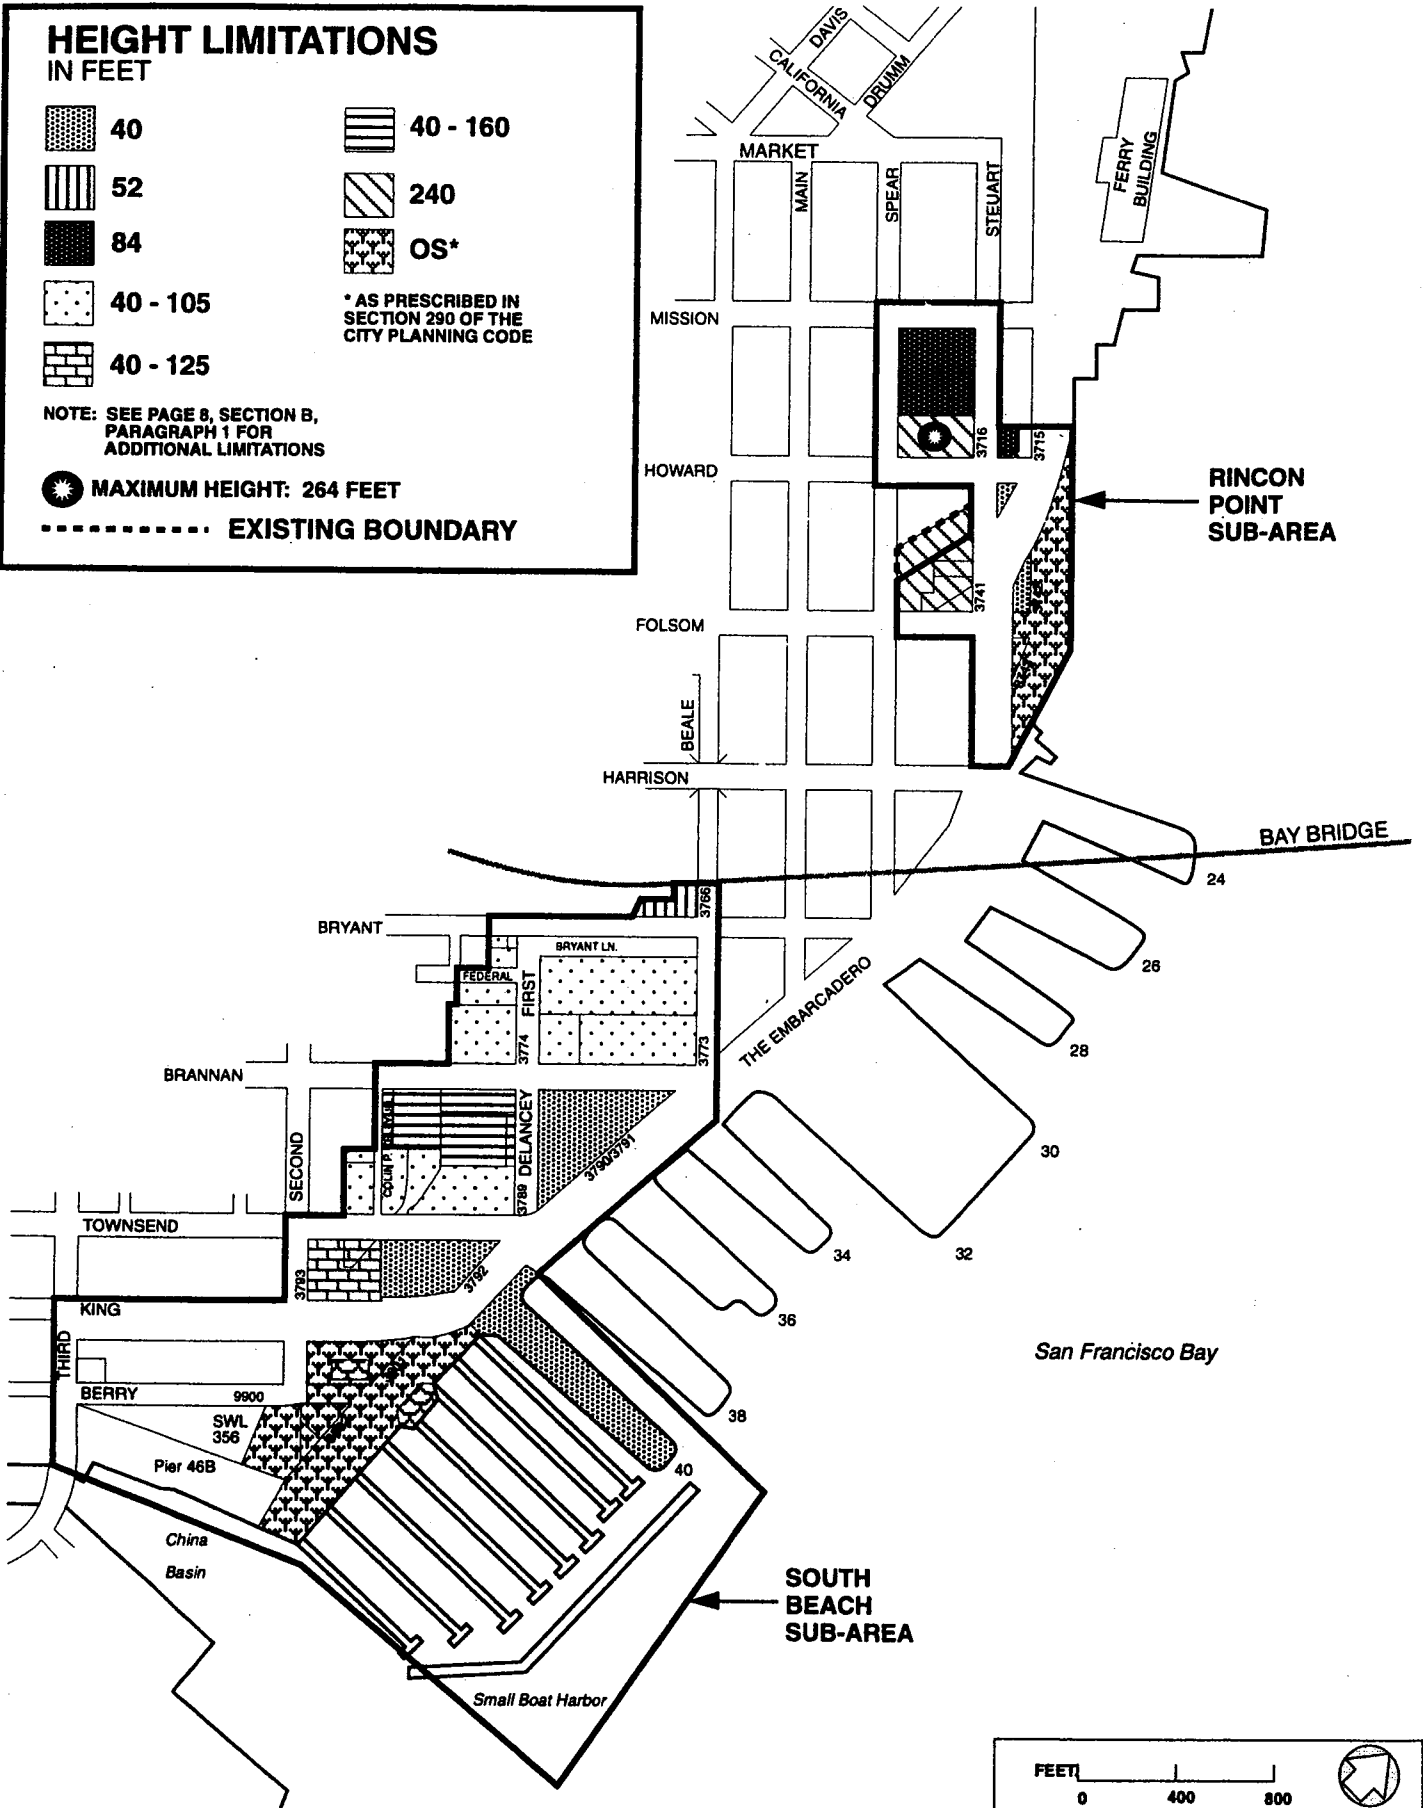 HEIGHT LIMITATIONS
IN FEET
40
52
84
40 - 105
40 - 125
40 - 160
240
OS*
* AS PRESCRIBED IN
SECTION 290 OF THE
CITY PLANNING CODE
NOTE: SEE PAGE 8, SECTION B,
PARAGRAPH 1 FOR
ADDITIONAL LIMITATIONS
MAXIMUM HEIGHT: 264 FEET
EXISTING BOUNDARY
DAVIS
CALIFORNIA
DRUMM
MARKET
MAIN
SPEAR
STEUART
FERRY
BUILDING
MISSION
3716
3715
HOWARD
RINCON
POINT
SUB-AREA
3741
FOLSOM
BEALE
HARRISON
BAY BRIDGE
24
3766
BRYANT
BRYANT LN.
26
FEDERAL
FIRST
THE EMBARCADERO
28
3774
3773
BRANNAN
30
DELANCEY
COLIN P.
3790/3791
SECOND
3789
TOWNSEND
34
32
3793
3792
KING
36
THIRD
San Francisco Bay
BERRY
9900
38
SWL
356
Pier 46B
40
China
Basin
SOUTH
BEACH
SUB-AREA
Small Boat Harbor
FEET
0
400
800